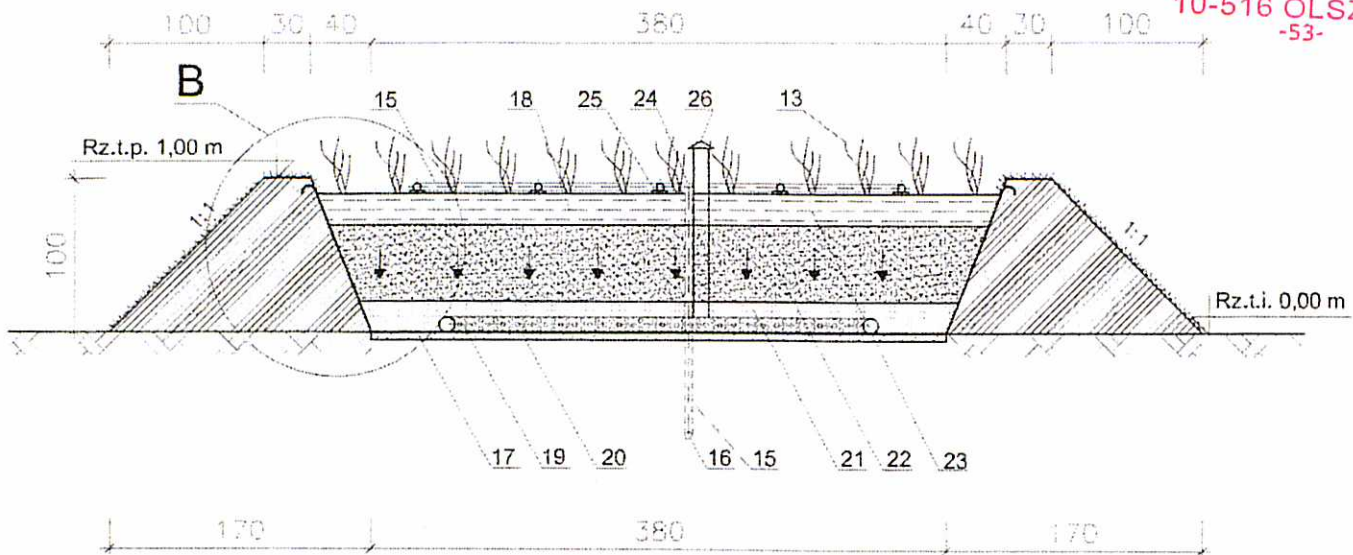 10-516 OLSZ
-53-
100 30 40 380 40 30 100
B
15 18 25 24 26 13
Rz.t.p. 1,00 m
1:1
1:1
100
Rz.t.i. 0,00 m
17 19 20 16 15 21 22 23
170 380 170